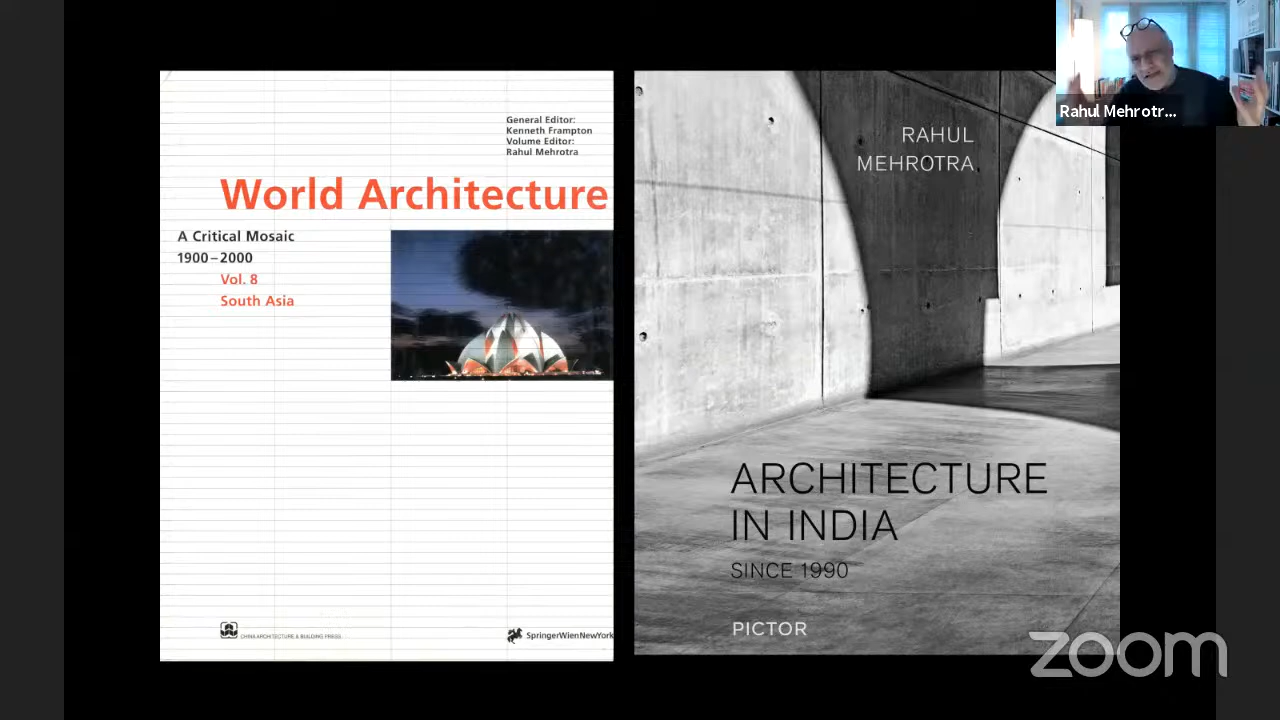 General Editor:
Kenneth Frampton
Volume Editor:
Rahul Mehrotra
World Architecture
A Critical Mosaic
1900–2000
Vol. 8
South Asia
CHINA ARCHITECTURE & BUILDING PRESS
SpringerWienNewYork
RAHUL
MEHROTRA
ARCHITECTURE
IN INDIA
SINCE 1990
PICTOR
Rahul Mehrotr...
zoom